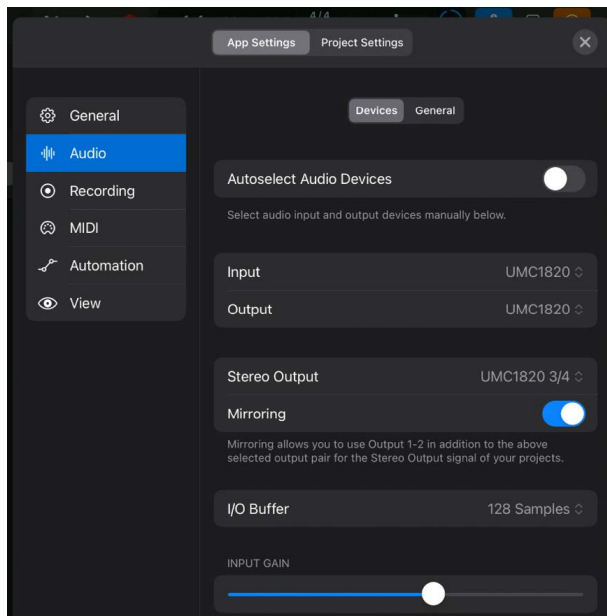 4/4
App Settings Project Settings
General
Audio
Recording
MIDI
Automation
View
Devices General
Autoselect Audio Devices
Select audio input and output devices manually below.
Input UMC1820
Output UMC1820
Stereo Output UMC1820 3/4
Mirroring
Mirroring allows you to use Output 1-2 in addition to the above
selected output pair for the Stereo Output signal of your projects.
I/O Buffer 128 Samples
INPUT GAIN